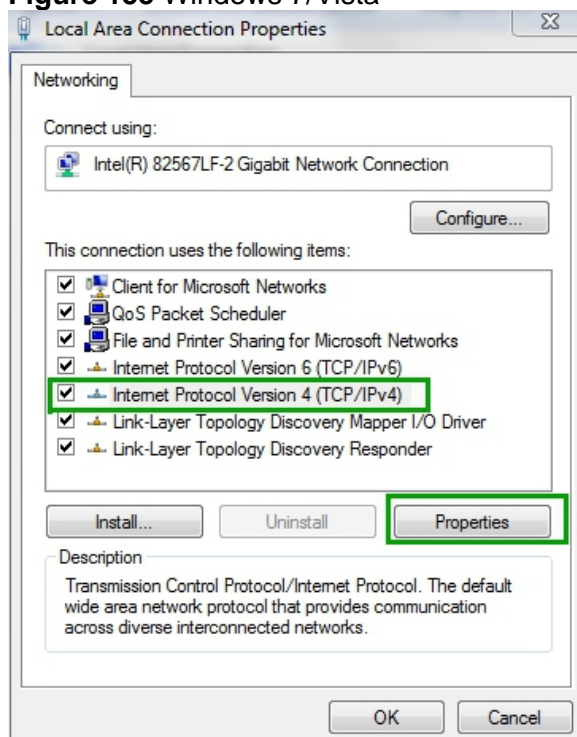 Windows 7/Vista
Local Area Connection Properties
Networking
Connect using:
Intel(R) 82567LF-2 Gigabit Network Connection
Configure...
This connection uses the following items:
Client for Microsoft Networks
QoS Packet Scheduler
File and Printer Sharing for Microsoft Networks
Internet Protocol Version 6 (TCP/IPv6)
Internet Protocol Version 4 (TCP/IPv4)
Link-Layer Topology Discovery Mapper I/O Driver
Link-Layer Topology Discovery Responder
Install... Uninstall Properties
Description
Transmission Control Protocol/Internet Protocol. The default
wide area network protocol that provides communication
across diverse interconnected networks.
OK Cancel